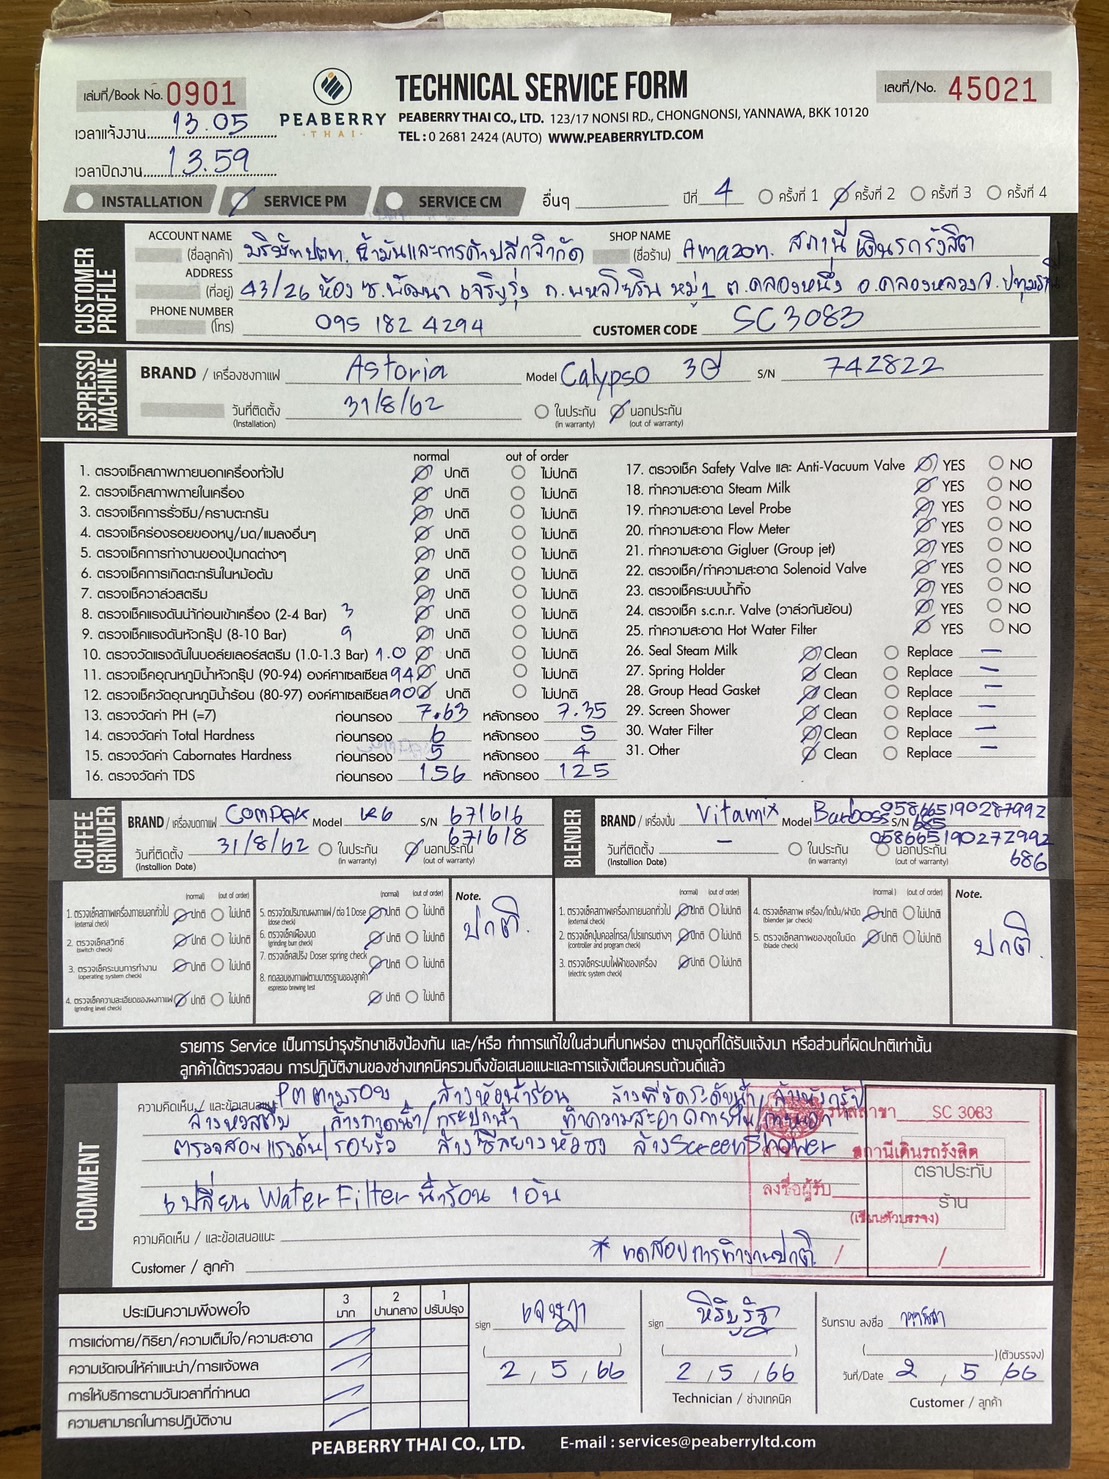 เล่มที่/Book No. 0901
PEABERRY
THAI
TECHNICAL SERVICE FORM
PEABERRY THAI CO., LTD. 123/17 NONSI RD., CHONGNONSI, YANNAWA, BKK 10120
TEL : 0 2681 2424 (AUTO) WWW.PEABERRYLTD.COM
เลขที่/No. 45021
เวลาแจ้งงาน 13.05
เวลาปิดงาน 13.59
INSTALLATION SERVICE PM SERVICE CM อื่นๆ ปีที่ 4 ครั้งที่ 1 ครั้งที่ 2 ครั้งที่ 3 ครั้งที่ 4
CUSTOMER PROFILE
ACCOUNT NAME (ชื่อลูกค้า) บริษัทปตท. น้ำมันและการค้าปลีกจำกัด SHOP NAME (ชื่อร้าน) Amazon. สถานี เดินรถรังสิต
ADDRESS (ที่อยู่) 43/26 ห้อง ซ.พัฒนา เจริญรุ่ง ถ.พหลโยธิน หมู่1 ต.คลองหนึ่ง อ.คลองหลวง จ.ปทุมธานี
PHONE NUMBER (โทร) 095 182 4294 CUSTOMER CODE SC 3083
ESPRESSO MACHINE
BRAND / เครื่องชงกาแฟ Astoria Model Calypso 3G S/N 742822
วันที่ติดตั้ง (Installation) 31/8/62 ในประกัน (in warranty) นอกประกัน (out of warranty)
normal out of order
1. ตรวจเช็คสภาพภายนอกเครื่องทั่วไป ปกติ ไม่ปกติ
2. ตรวจเช็คสภาพภายในเครื่อง ปกติ ไม่ปกติ
3. ตรวจเช็คการรั่วซึม/คราบตะกรัน ปกติ ไม่ปกติ
4. ตรวจเช็คร่องรอยของหนู/มด/แมลงอื่นๆ ปกติ ไม่ปกติ
5. ตรวจเช็คการทำงานของปุ่มกดต่างๆ ปกติ ไม่ปกติ
6. ตรวจเช็คการเกิดตะกรันในหม้อต้ม ปกติ ไม่ปกติ
7. ตรวจเช็ควาล์วสตรีม ปกติ ไม่ปกติ
8. ตรวจเช็คแรงดันน้ำก่อนเข้าเครื่อง (2-4 Bar) 3 ปกติ ไม่ปกติ
9. ตรวจเช็คแรงดันหัวกรุ๊ป (8-10 Bar) 9 ปกติ ไม่ปกติ
10. ตรวจวัดแรงดันในบอยเลอร์สตรีม (1.0-1.3 Bar) 1.0 ปกติ ไม่ปกติ
11. ตรวจเช็คอุณหภูมิน้ำหัวกรุ๊ป (90-94) องศาเซลเซียส 94 ปกติ ไม่ปกติ
12. ตรวจเช็ควัดอุณหภูมิน้ำร้อน (80-97) องศาเซลเซียส 90 ปกติ ไม่ปกติ
13. ตรวจวัดค่า PH (=7) ก่อนกรอง 7.63 หลังกรอง 7.35
14. ตรวจวัดค่า Total Hardness ก่อนกรอง 6 หลังกรอง 5
15. ตรวจวัดค่า Cabornates Hardness ก่อนกรอง 5 หลังกรอง 4
16. ตรวจวัดค่า TDS ก่อนกรอง 156 หลังกรอง 125
17. ตรวจเช็ค Safety Valve และ Anti-Vacuum Valve YES NO
18. ทำความสะอาด Steam Milk YES NO
19. ทำความสะอาด Level Probe YES NO
20. ทำความสะอาด Flow Meter YES NO
21. ทำความสะอาด Gigluer (Group jet) YES NO
22. ตรวจเช็ค/ทำความสะอาด Solenoid Valve YES NO
23. ตรวจเช็คระบบน้ำทิ้ง YES NO
24. ตรวจเช็ค s.c.n.r. Valve (วาล์วกันย้อน) YES NO
25. ทำความสะอาด Hot Water Filter YES NO
26. Seal Steam Milk Clean Replace –
27. Spring Holder Clean Replace –
28. Group Head Gasket Clean Replace –
29. Screen Shower Clean Replace –
30. Water Filter Clean Replace –
31. Other Clean Replace –
COFFEE GRINDER
BRAND / เครื่องบดกาแฟ COMPAK Model K6 S/N 671616
671618
วันที่ติดตั้ง (Installion Date) 31/8/62 ในประกัน (in warranty) นอกประกัน (out of warranty)
BLENDER
BRAND / เครื่องปั่น Vitamix Model Barboss S/N 058665190287992
685
058665190272992
686
วันที่ติดตั้ง (Installion Date) – ในประกัน (in warranty) นอกประกัน (out of warranty)
(normal) (out of order)
1. ตรวจเช็คสภาพเครื่องภายนอกทั่วไป (external check) ปกติ ไม่ปกติ
2. ตรวจเช็คสวิทซ์ (switch check) ปกติ ไม่ปกติ
3. ตรวจเช็คระบบการทำงาน (operating system check) ปกติ ไม่ปกติ
4. ตรวจเช็คความละเอียดของผงกาแฟ (grinding level check) ปกติ ไม่ปกติ
(normal) (out of order)
5. ตรวจวัดปริมาณผงกาแฟ/ต่อ 1 Dose (dose check) ปกติ ไม่ปกติ
6. ตรวจเช็คเฟืองบด (grinding burr check) ปกติ ไม่ปกติ
7. ตรวจเช็คสปริง Doser spring check ปกติ ไม่ปกติ
8. ทดสอบชงกาแฟตามมาตรฐานของลูกค้า espresso brewing test ปกติ ไม่ปกติ
Note.
ปกติ.
(normal) (out of order)
1. ตรวจเช็คสภาพเครื่องภายนอกทั่วไป (external check) ปกติ ไม่ปกติ
2. ตรวจเช็คปุ่มคอลโทรล/โปรแกรมต่างๆ (controller and program check) ปกติ ไม่ปกติ
3. ตรวจเช็คระบบไฟฟ้าของเครื่อง (electric system check) ปกติ ไม่ปกติ
(normal) (out of order)
4. ตรวจเช็คสภาพ เครื่อง/โถปั่น/ฝาปิด (blender jar check) ปกติ ไม่ปกติ
5. ตรวจเช็คสภาพของชุดใบมีด (blade check) ปกติ ไม่ปกติ
Note.
ปกติ
รายการ Service เป็นการบำรุงรักษาเชิงป้องกัน และ/หรือ ทำการแก้ไขในส่วนที่บกพร่อง ตามจุดที่ได้รับแจ้งมา หรือส่วนที่ผิดปกติเท่านั้น
ลูกค้าได้ตรวจสอบ การปฏิบัติงานของช่างเทคนิครวมถึงข้อเสนอแนะและการแจ้งเตือนครบถ้วนดีแล้ว
COMMENT
ความคิดเห็น / และข้อเสนอแนะ PM ตามรอบ ล้างหัวน้ำร้อน ล้างที่วัดระดับน้ำ
ล้างหัวสตีม ล้างถาดน้ำ/กระปุกน้ำ ทำความสะอาดภายใน/ภายนอก
ตรวจสอบแรงดัน/รอยรั่ว ล้างซีลยางหัวชง ล้าง Screen Shower
เปลี่ยน Water Filter น้ำร้อน 1 อัน
รหัสสาขา SC 3083
สถานีเดินรถรังสิต
ลงชื่อผู้รับ
(เขียนตัวบรรจง)
/ /
ตราประทับ
ร้าน
ความคิดเห็น / และข้อเสนอแนะ
* ทดสอบการทำงานปกติ
Customer / ลูกค้า
ประเมินความพึงพอใจ 3 มาก 2 ปานกลาง 1 ปรับปรุง
การแต่งกาย/กิริยา/ความเต็มใจ/ความสะอาด
ความชัดเจนให้คำแนะนำ/การแจ้งผล
การให้บริการตามวันเวลาที่กำหนด
ความสามารถในการปฏิบัติงาน
sign
( )
2 , 5 , 66
sign
( )
2 , 5 , 66
Technician / ช่างเทคนิค
รับทราบ ลงชื่อ
( ) (ตัวบรรจง)
วันที่/Date 2 , 5 , 66
Customer / ลูกค้า
PEABERRY THAI CO., LTD. E-mail : services@peaberryltd.com